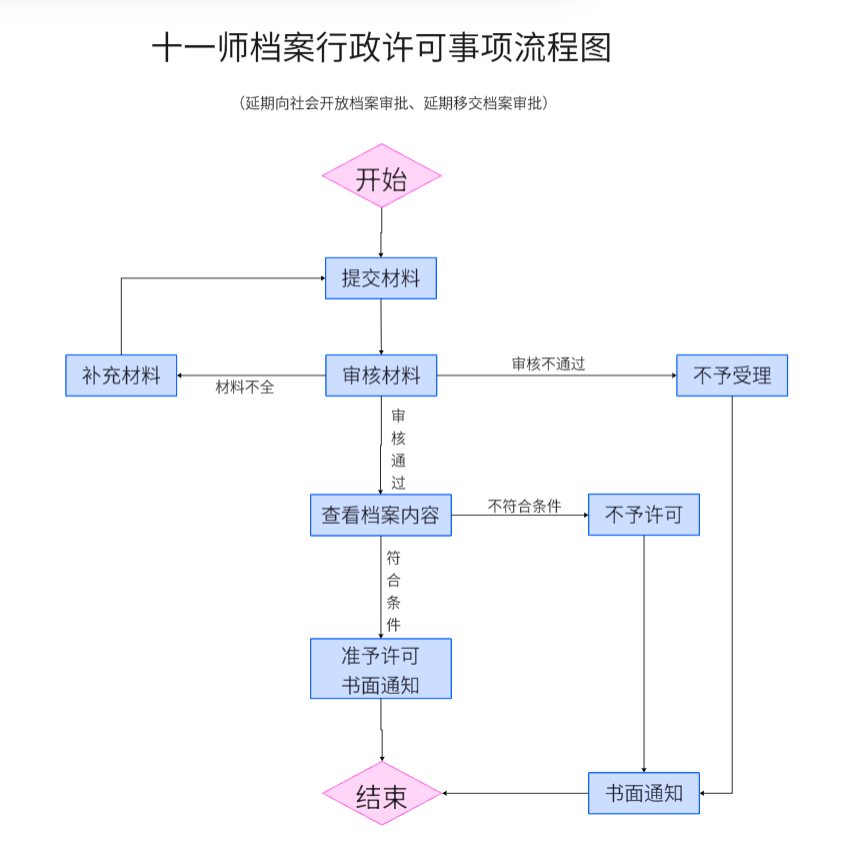 十一师档案行政许可事项流程图
（延期向社会开放档案审批、延期移交档案审批）
开始
提交材料
补充材料
材料不全
审核材料
审核不通过
不予受理
审
核
通
过
查看档案内容
不符合条件
不予许可
符
合
条
件
准予许可
书面通知
结束
书面通知